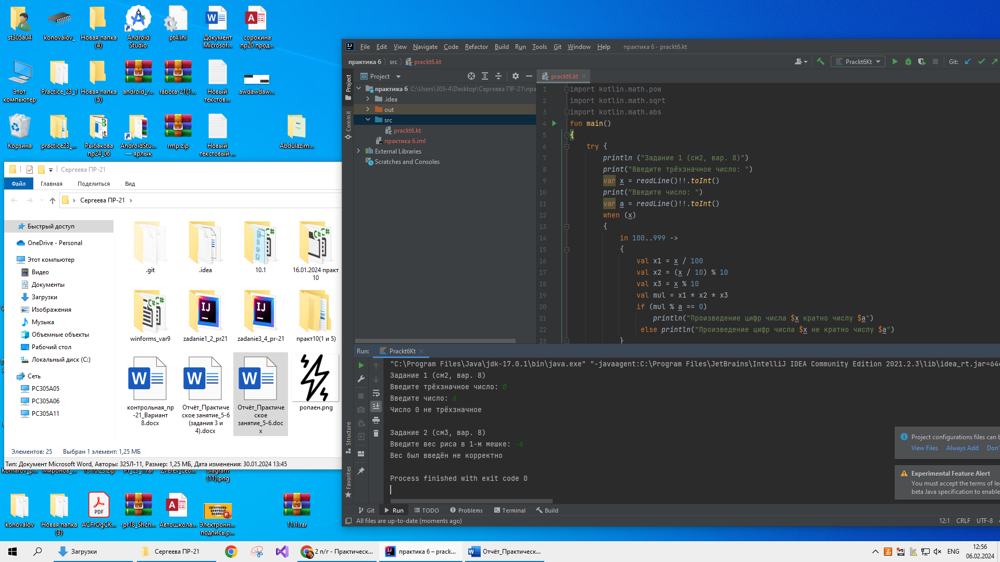 st305a04
konovalov_
Новая папка (4)
Android Studio
pt4.ini
Документ Microsof...
сорокина пр20 прод...
Этот компьютер
Practice_23_1
Новая папка (5)
android_r...
rabota-21(1...
Новый текстов...
awdawdaw...
Корзина
practice23_...
Рыбакова пр24_06
AndroidStu... — ярлык
rmp.zip
Новый текстовый ...
Abdulazim...
Сергеева ПР-21
Файл
Главная
Поделиться
Вид
Сергеева ПР-21
Быстрый доступ
OneDrive - Personal
Этот компьютер
Видео
Документы
Загрузки
Изображения
Музыка
Объемные объекты
Рабочий стол
Локальный диск (C:)
Сеть
PC305A05
PC305A06
PC305A11
.git
.idea
10.1
16.01.2024 практ 10
winforms_var9
zadanie1_2_pr21
zadanie3_4_pr-21
практ10(1 и 5)
контрольная_пр-21_Вариант 8.docx
Отчёт_Практическое занятие_5-6 (задания 3 и 4).docx
Отчёт_Практическое занятие_5-6.docx
ропаен.png
Элементов: 25
Выбран 1 элемент: 1,25 МБ
Тип: Документ Microsoft Word, Авторы: 325Л-11, Размер: 1,25 МБ, Дата изменения: 30.01.2024 13:45
diagram (11).png
konovalov
Новая папка (3)
ACFrOgCK...
-pr18_Shch...
Автошкола...
Электронн... подпись.p...
11.1.rar
File Edit View Navigate Code Refactor Build Run Tools Git Window Help
практика 6 - prackt6.kt
практика 6
src
prackt6.kt
Prackt6Kt
Git:
Project
Commit
Structure
Favorites
Project
практика 6 C:\Users\305-4\Desktop\Сергеева ПР-21\пра
.idea
out
src
prackt6.kt
практика 6.iml
External Libraries
Scratches and Consoles
prackt6.kt
1 import kotlin.math.pow
2 import kotlin.math.sqrt
3 import kotlin.math.abs
4 fun main()
5 {
6 try {
7 println ("Задание 1 (см2, вар. 8)")
8 print("Введите трёхзначное число: ")
9 var x = readLine()!!.toInt()
10 print("Введите число: ")
11 var a = readLine()!!.toInt()
12 when (x)
13 {
14 in 100..999 ->
15 {
16 val x1 = x / 100
17 val x2 = (x / 10) % 10
18 val x3 = x % 10
19 val mul = x1 * x2 * x3
20 if (mul % a == 0)
21 println("Произведение цифр числа $x кратно числу $a")
22 else println("Произведение цифр числа $x не кратно числу $a")
23 }
Run: Prackt6Kt
"C:\Program Files\Java\jdk-17.0.1\bin\java.exe" "-javaagent:C:\Program Files\JetBrains\IntelliJ IDEA Community Edition 2021.2.3\lib\idea_rt.jar=644
Задание 1 (см2, вар. 8)
Введите трёхзначное число: 0
Введите число: 6
Число 0 не трёхзначное
Задание 2 (см3, вар. 8)
Введите вес риса в 1-м мешке: -6
Вес был введён не корректно
Process finished with exit code 0
Project configurations files can b
View Files Always Add Don'
Experimental Feature Alert
You must accept the terms of leg
beta Java specification to enable
Git Run TODO Problems Terminal Build
All files are up-to-date (moments ago)
12:1 CRLF UTF-8
Загрузки
Сергеева ПР-21
2 п/г - Практическ...
практика 6 – prack...
Отчёт_Практическ...
ENG
12:56
06.02.2024